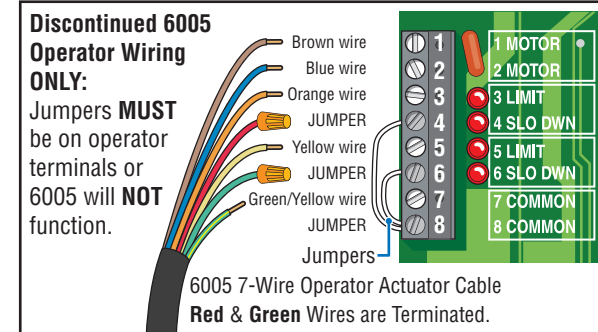 Discontinued 6005
Operator Wiring
ONLY:
Jumpers MUST
be on operator
terminals or
6005 will NOT
function.
Brown wire
Blue wire
Orange wire
JUMPER
Yellow wire
JUMPER
Green/Yellow wire
JUMPER
Jumpers
1
2
3
4
5
6
7
8
1 MOTOR
2 MOTOR
3 LIMIT
4 SLO DWN
5 LIMIT
6 SLO DWN
7 COMMON
8 COMMON
6005 7-Wire Operator Actuator Cable
Red & Green Wires are Terminated.